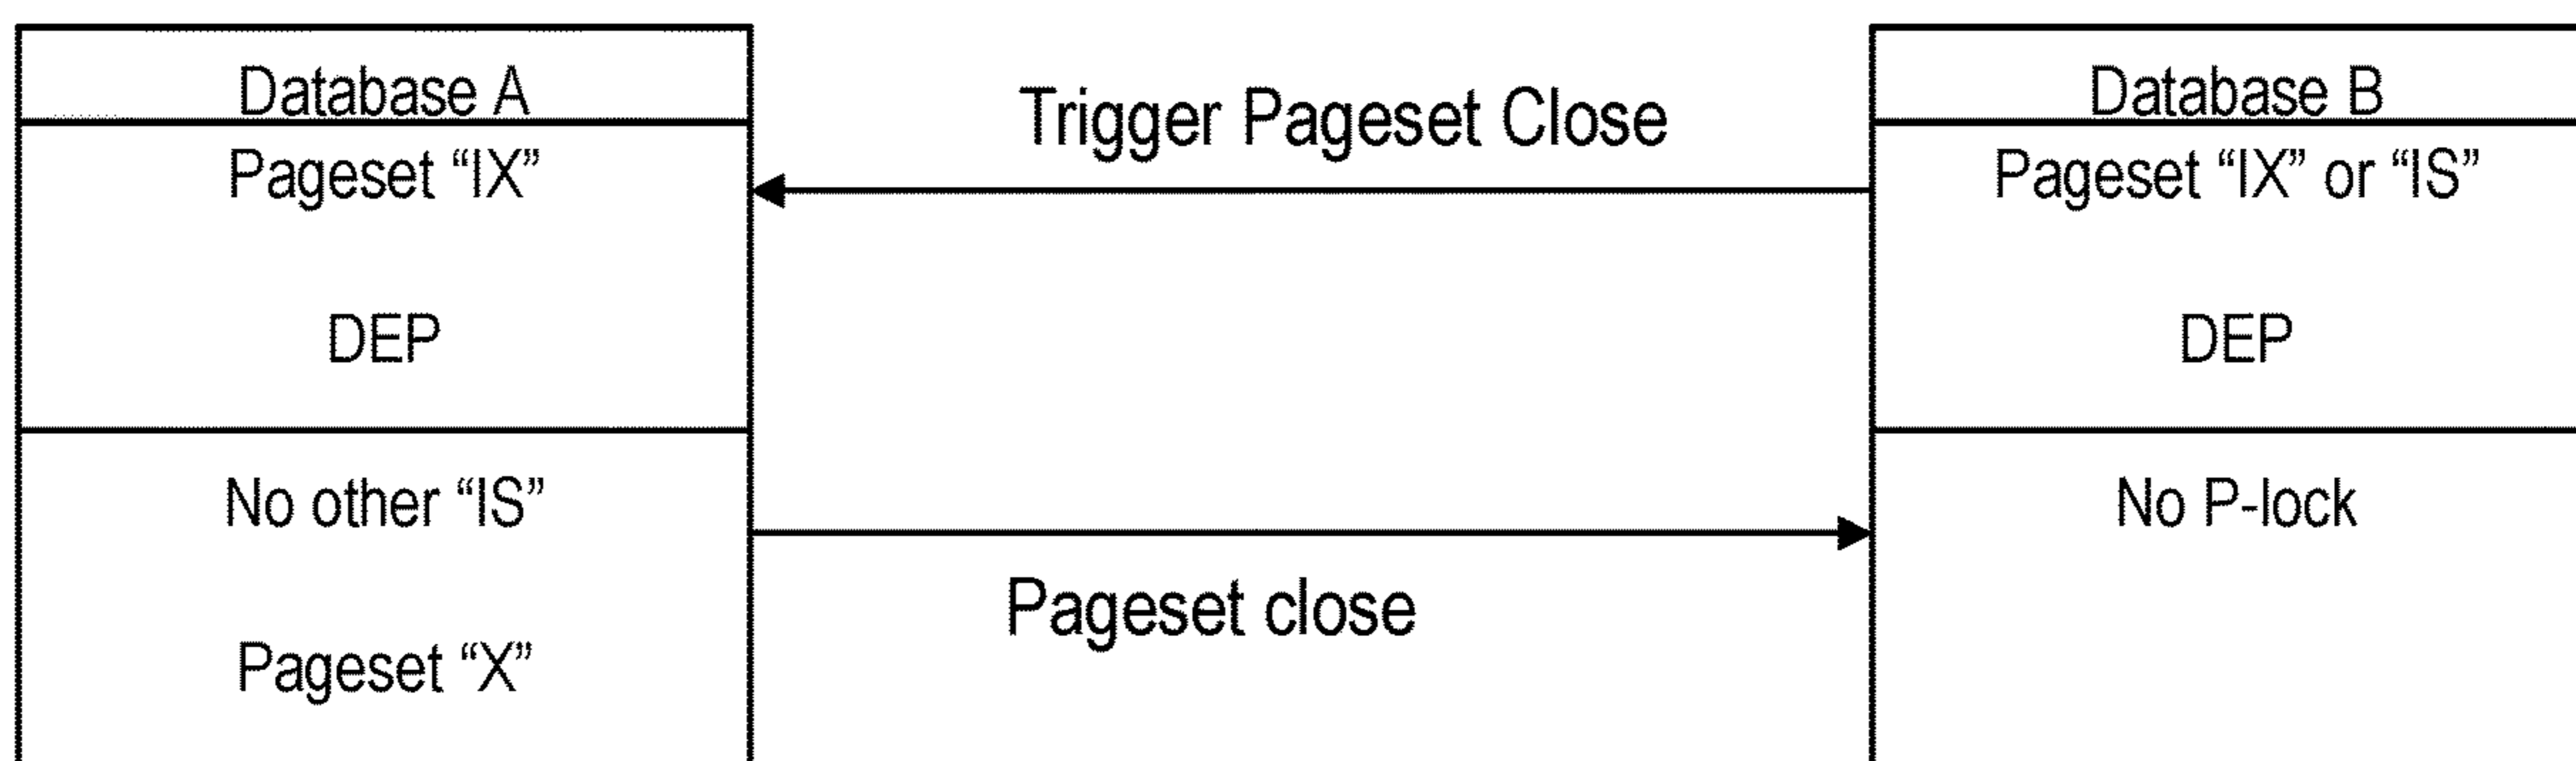 Database A
Pageset “IX”
DEP
No other “IS”
Pageset “X”
Trigger Pageset Close
Pageset close
Database B
Pageset “IX” or “IS”
DEP
No P-lock